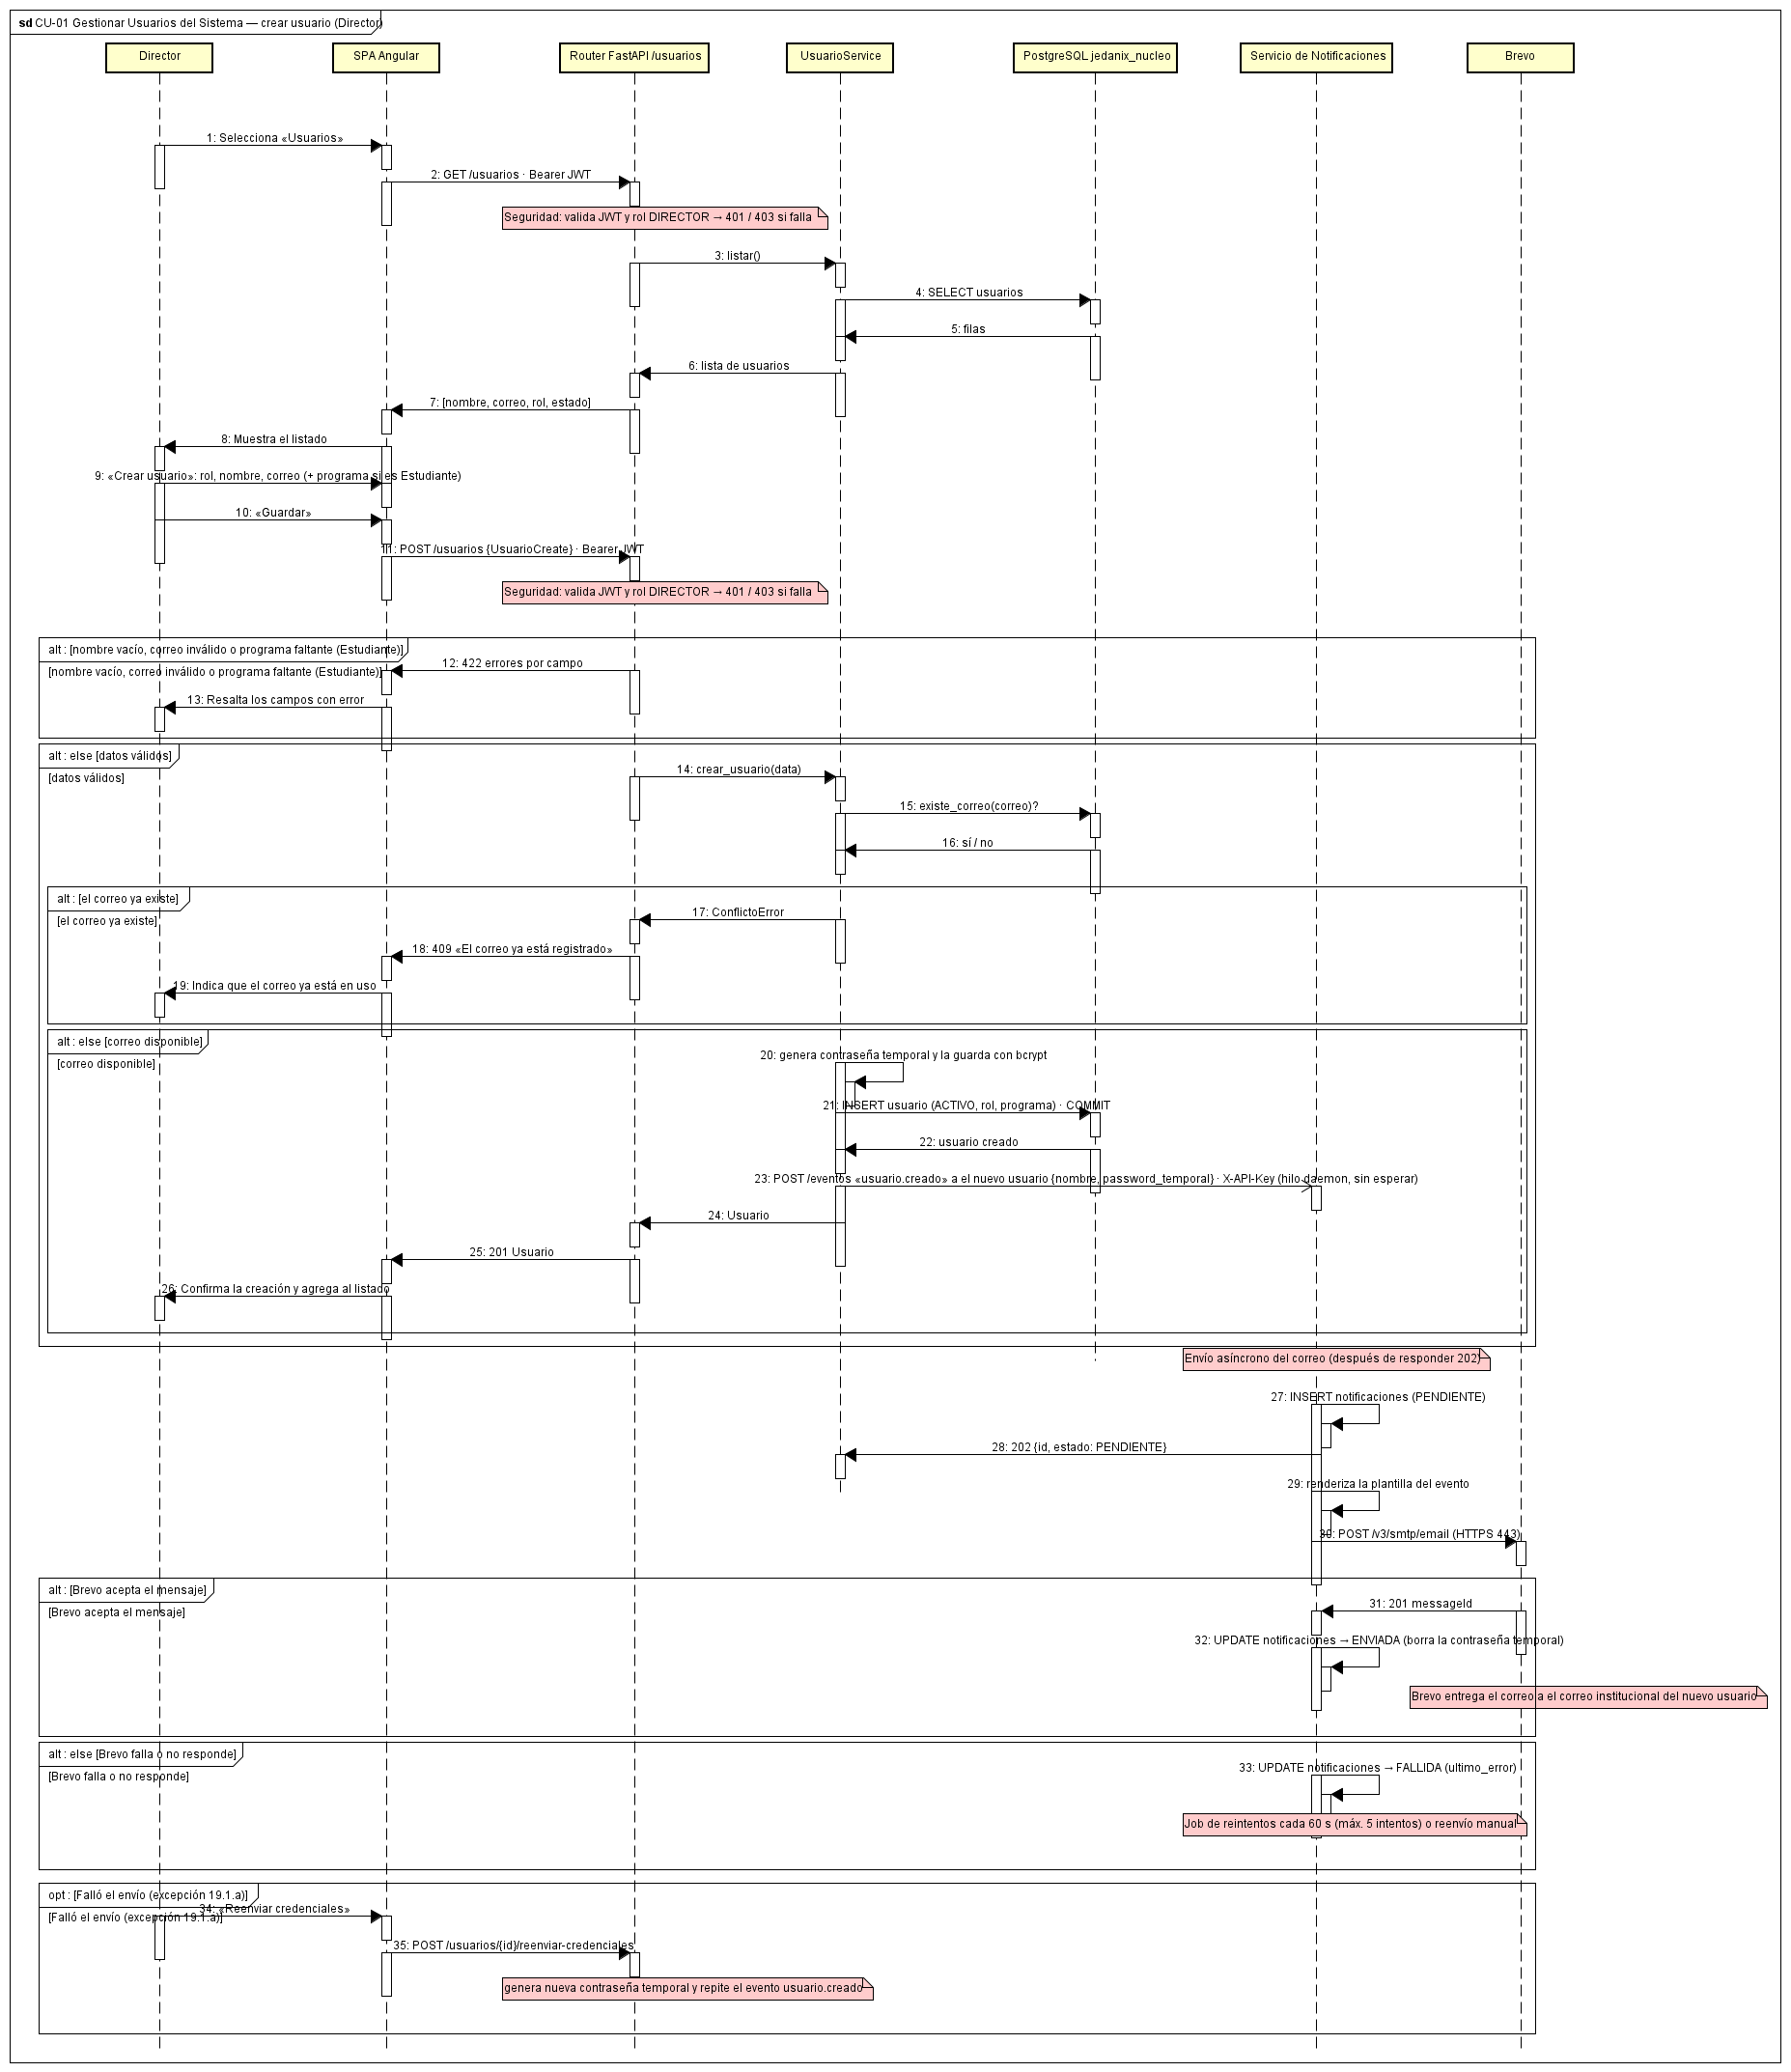 sd CU-01 Gestionar Usuarios del Sistema — crear usuario (Director)
Director
SPA Angular
Router FastAPI /usuarios
UsuarioService
PostgreSQL jedanix_nucleo
Servicio de Notificaciones
Brevo
1: Selecciona «Usuarios»
2: GET /usuarios · Bearer JWT
Seguridad: valida JWT y rol DIRECTOR → 401 / 403 si falla
3: listar()
4: SELECT usuarios
5: filas
6: lista de usuarios
7: [nombre, correo, rol, estado]
8: Muestra el listado
9: «Crear usuario»: rol, nombre, correo (+ programa si es Estudiante)
10: «Guardar»
11: POST /usuarios {UsuarioCreate} · Bearer JWT
Seguridad: valida JWT y rol DIRECTOR → 401 / 403 si falla
alt : [nombre vacío, correo inválido o programa faltante (Estudiante)]
[nombre vacío, correo inválido o programa faltante (Estudiante)]
12: 422 errores por campo
13: Resalta los campos con error
alt : else [datos válidos]
[datos válidos]
14: crear_usuario(data)
15: existe_correo(correo)?
16: sí / no
alt : [el correo ya existe]
[el correo ya existe]
17: ConflictoError
18: 409 «El correo ya está registrado»
19: Indica que el correo ya está en uso
alt : else [correo disponible]
[correo disponible]
20: genera contraseña temporal y la guarda con bcrypt
21: INSERT usuario (ACTIVO, rol, programa) · COMMIT
22: usuario creado
23: POST /eventos «usuario.creado» a el nuevo usuario {nombre, password_temporal} · X-API-Key (hilo daemon, sin esperar)
24: Usuario
25: 201 Usuario
26: Confirma la creación y agrega al listado
Envío asíncrono del correo (después de responder 202)
27: INSERT notificaciones (PENDIENTE)
28: 202 {id, estado: PENDIENTE}
29: renderiza la plantilla del evento
30: POST /v3/smtp/email (HTTPS 443)
alt : [Brevo acepta el mensaje]
[Brevo acepta el mensaje]
31: 201 messageId
32: UPDATE notificaciones → ENVIADA (borra la contraseña temporal)
Brevo entrega el correo a el correo institucional del nuevo usuario
alt : else [Brevo falla o no responde]
[Brevo falla o no responde]
33: UPDATE notificaciones → FALLIDA (ultimo_error)
Job de reintentos cada 60 s (máx. 5 intentos) o reenvío manual
opt : [Falló el envío (excepción 19.1.a)]
34: «Reenviar credenciales»
[Falló el envío (excepción 19.1.a)]
35: POST /usuarios/{id}/reenviar-credenciales
genera nueva contraseña temporal y repite el evento usuario.creado